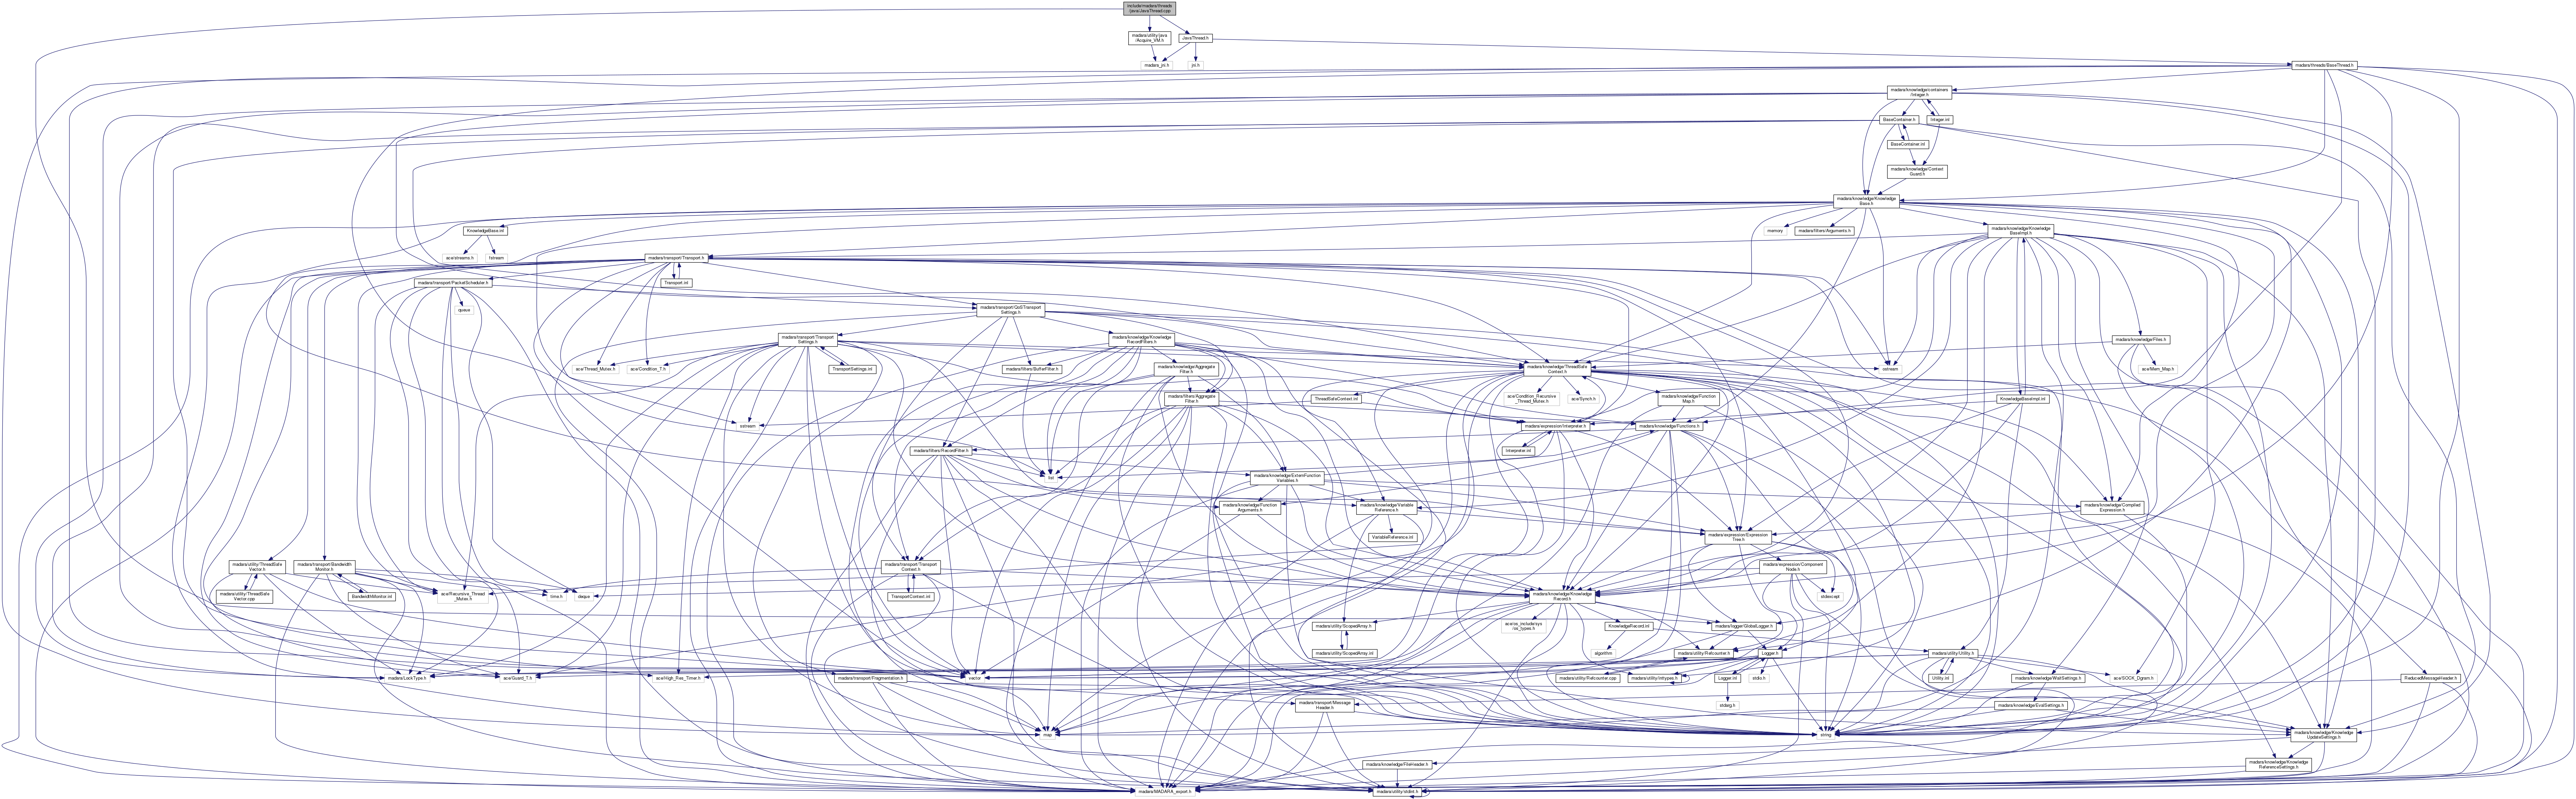 include/madara/threads
/java/JavaThread.cpp
madara/utility/java
/Acquire_VM.h
JavaThread.h
madara_jni.h
jni.h
madara/threads/BaseThread.h
madara/knowledge/containers
/Integer.h
BaseContainer.h
Integer.inl
BaseContainer.inl
madara/knowledge/Context
Guard.h
madara/knowledge/Knowledge
Base.h
KnowledgeBase.inl
memory
madara/filters/Arguments.h
madara/knowledge/Knowledge
BaseImpl.h
ace/streams.h
fstream
madara/transport/Transport.h
madara/transport/PacketScheduler.h
Transport.inl
queue
madara/transport/QoSTransport
Settings.h
madara/transport/Transport
Settings.h
madara/knowledge/Knowledge
RecordFilters.h
madara/knowledge/Files.h
ace/Thread_Mutex.h
ace/Condition_T.h
TransportSettings.inl
madara/filters/BufferFilter.h
madara/knowledge/Aggregate
Filter.h
ostream
madara/knowledge/ThreadSafe
Context.h
ace/Mem_Map.h
madara/filters/Aggregate
Filter.h
ThreadSafeContext.inl
ace/Condition_Recursive
_Thread_Mutex.h
ace/Synch.h
madara/knowledge/Function
Map.h
KnowledgeBaseImpl.inl
sstream
madara/expression/Interpreter.h
madara/knowledge/Functions.h
madara/filters/RecordFilter.h
Interpreter.inl
list
madara/knowledge/ExternFunction
Variables.h
madara/knowledge/Function
Arguments.h
madara/knowledge/Variable
Reference.h
madara/knowledge/Compiled
Expression.h
VariableReference.inl
madara/expression/Expression
Tree.h
madara/utility/ThreadSafe
Vector.h
madara/transport/Bandwidth
Monitor.h
madara/transport/Transport
Context.h
madara/expression/Component
Node.h
madara/utility/ThreadSafe
Vector.cpp
BandwidthMonitor.inl
ace/Recursive_Thread
_Mutex.h
time.h
deque
TransportContext.inl
madara/knowledge/Knowledge
Record.h
stdexcept
madara/utility/ScopedArray.h
ace/os_include/sys
/os_types.h
KnowledgeRecord.inl
madara/logger/GlobalLogger.h
madara/utility/ScopedArray.inl
algorithm
madara/utility/Refcounter.h
Logger.h
madara/utility/Utility.h
madara/LockType.h
ace/Guard_T.h
ace/High_Res_Timer.h
vector
madara/transport/Fragmentation.h
madara/utility/Refcounter.cpp
madara/utility/inttypes.h
Logger.inl
stdio.h
Utility.inl
madara/knowledge/WaitSettings.h
ace/SOCK_Dgram.h
ReducedMessageHeader.h
madara/transport/Message
Header.h
stdarg.h
madara/knowledge/EvalSettings.h
map
string
madara/knowledge/Knowledge
UpdateSettings.h
madara/knowledge/FileHeader.h
madara/knowledge/Knowledge
ReferenceSettings.h
madara/MADARA_export.h
madara/utility/stdint.h